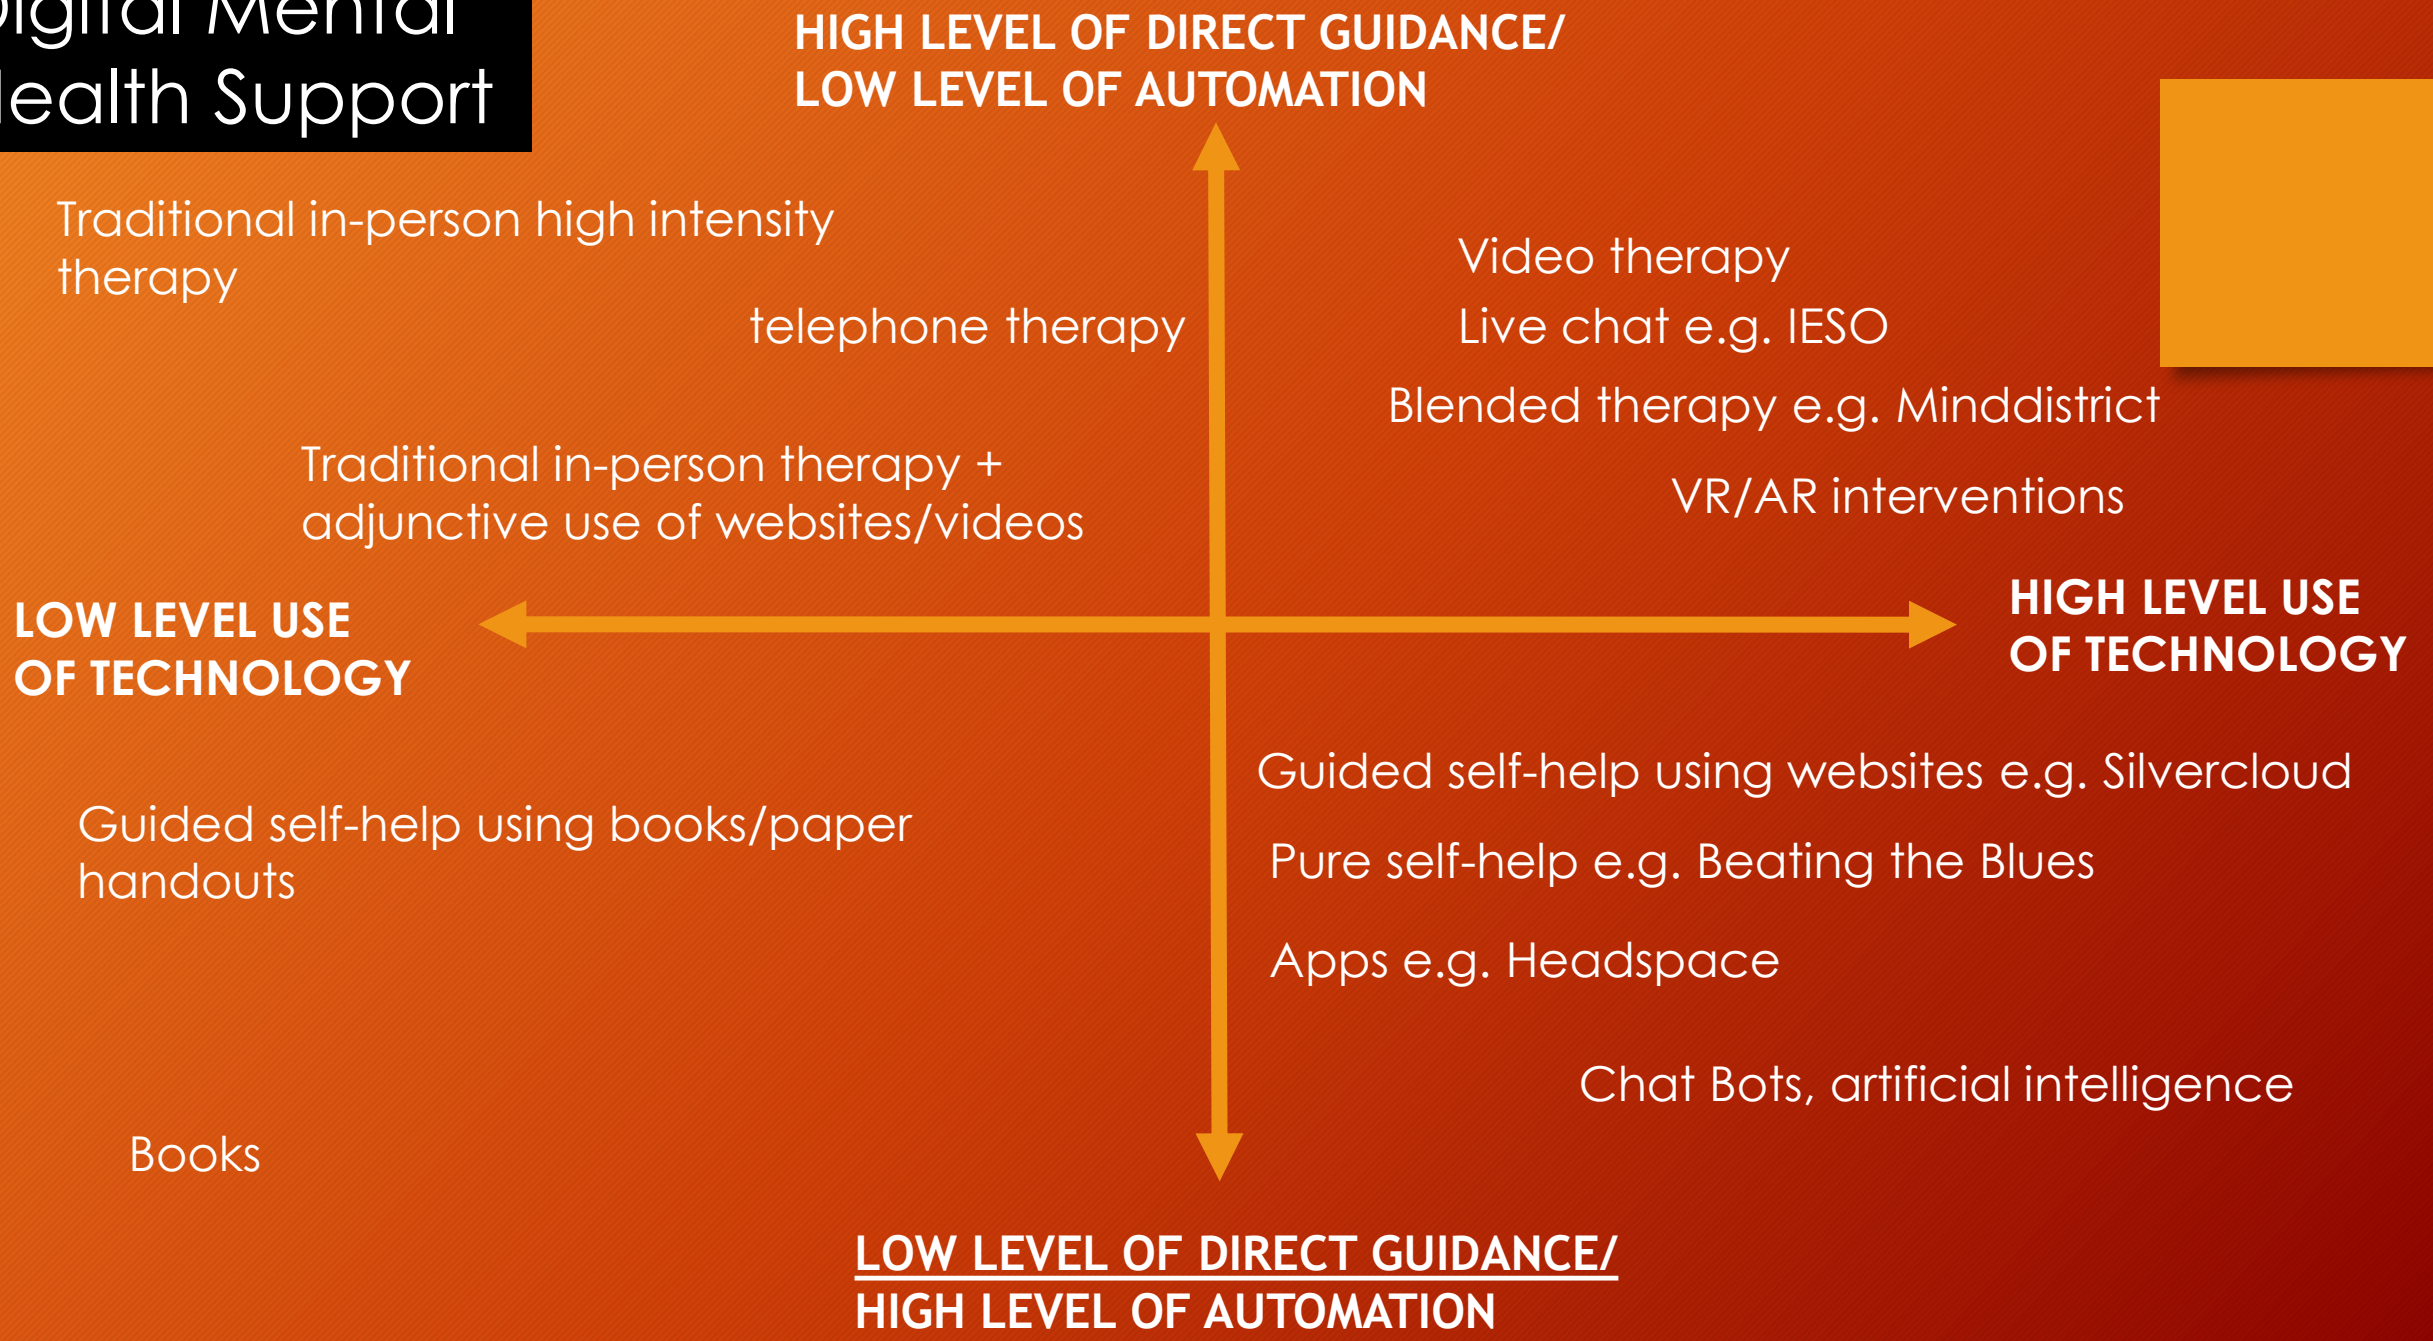 Digital Mental
Health Support
HIGH LEVEL OF DIRECT GUIDANCE/
LOW LEVEL OF AUTOMATION
Traditional in-person high intensity
therapy
telephone therapy
Traditional in-person therapy +
adjunctive use of websites/videos
Video therapy
Live chat e.g. IESO
Blended therapy e.g. Minddistrict
VR/AR interventions
LOW LEVEL USE
OF TECHNOLOGY
HIGH LEVEL USE
OF TECHNOLOGY
Guided self-help using books/paper
handouts
Books
Guided self-help using websites e.g. Silvercloud
Pure self-help e.g. Beating the Blues
Apps e.g. Headspace
Chat Bots, artificial intelligence
LOW LEVEL OF DIRECT GUIDANCE/
HIGH LEVEL OF AUTOMATION